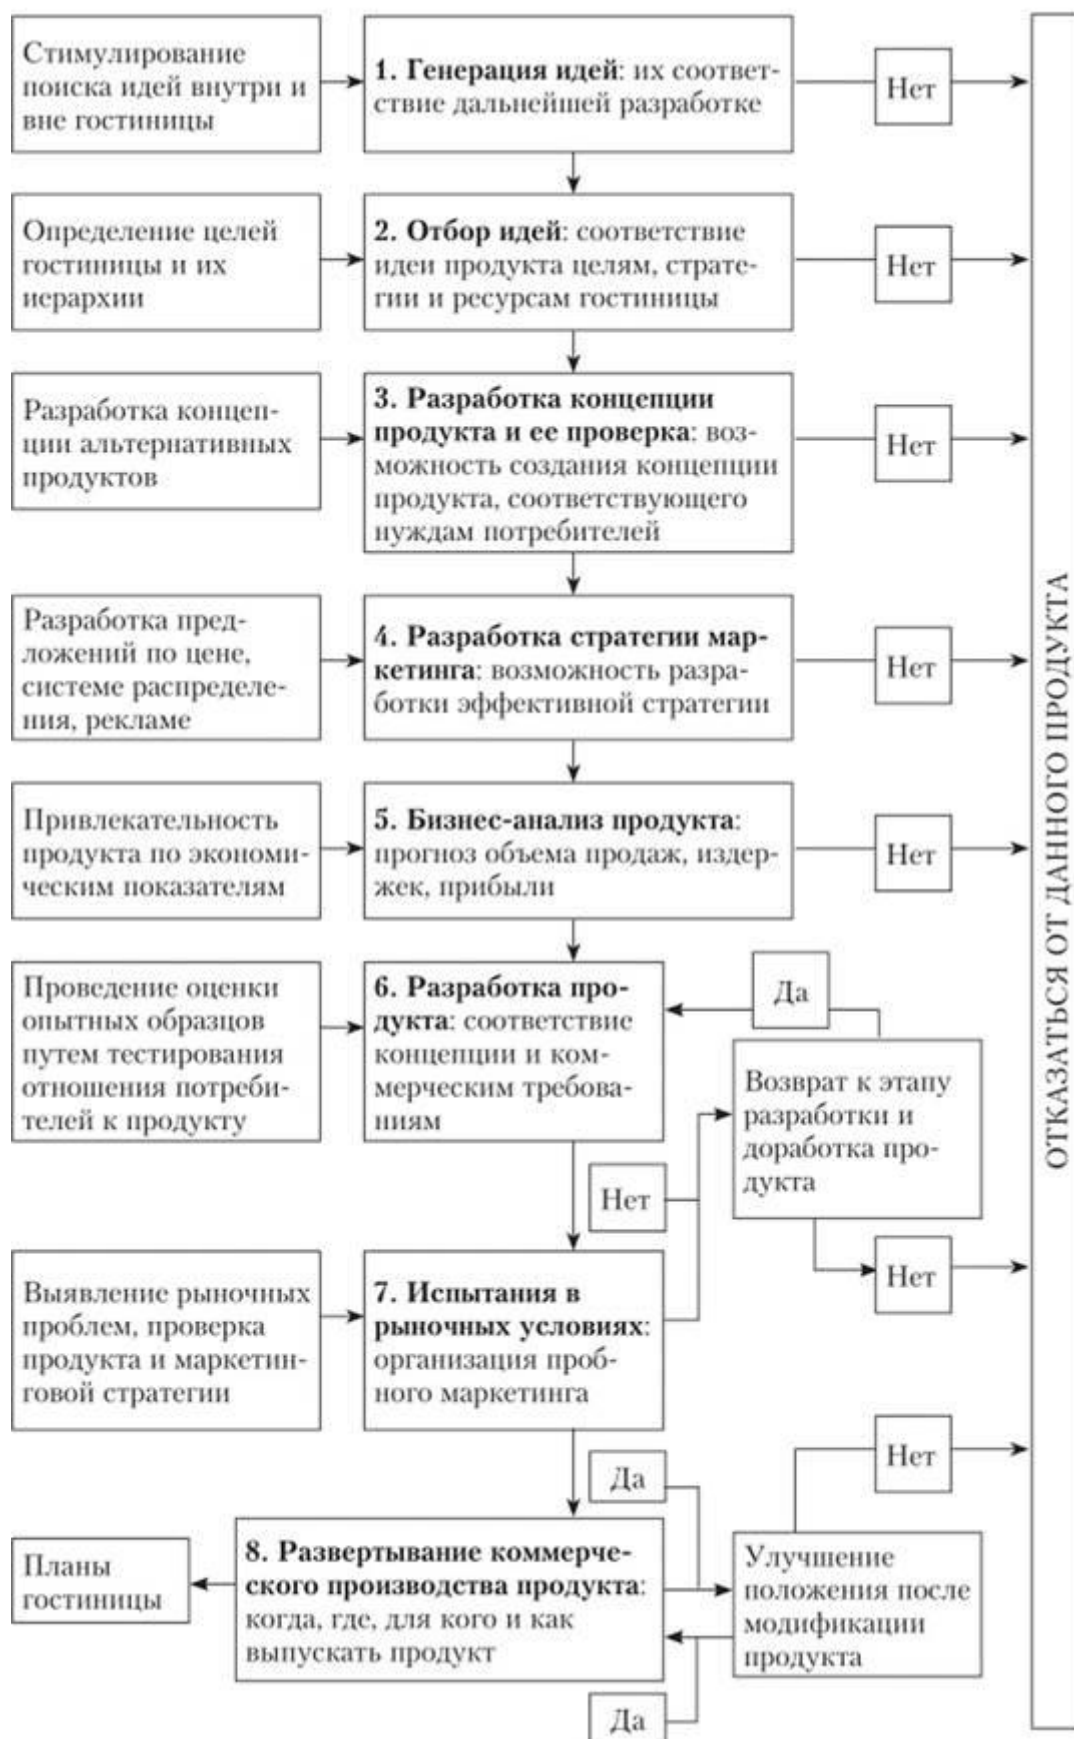 Стимулирование
поиска идей внутри и
вне гостиницы
1. Генерация идей: их соответ-
ствие дальнейшей разработке
Нет
Определение целей
гостиницы и их
иерархии
2. Отбор идей: соответствие
идеи продукта целям, страте-
гии и ресурсам гостиницы
Нет
Разработка концеп-
ции альтернативных
продуктов
3. Разработка концепции
продукта и ее проверка: воз-
можность создания концепции
продукта, соответствующего
нуждам потребителей
Нет
Разработка пред-
ложений по цене,
системе распределе-
ния, рекламе
4. Разработка стратегии мар-
кетинга: возможность разра-
ботки эффективной стратегии
Нет
Привлекательность
продукта по экономи-
ческим показателям
5. Бизнес-анализ продукта:
прогноз объема продаж, издер-
жек, прибыли
Нет
Проведение оценки
опытных образцов
путем тестирования
отношения потреби-
телей к продукту
6. Разработка про-
дукта: соответствие
концепции и ком-
мерческим требова-
ниям
Да
Возврат к этапу
разработки и
доработка про-
дукта
Нет
Нет
Выявление рыночных
проблем, проверка
продукта и маркетин-
говой стратегии
7. Испытания в
рыночных условиях:
организация проб-
ного маркетинга
Нет
Да
Планы
гостиницы
8. Развертывание коммерче-
ского производства продукта:
когда, где, для кого и как
выпускать продукт
Улучшение
положения после
модификации
продукта
Да
ОТКАЗАТЬСЯ ОТ ДАННОГО ПРОДУКТА